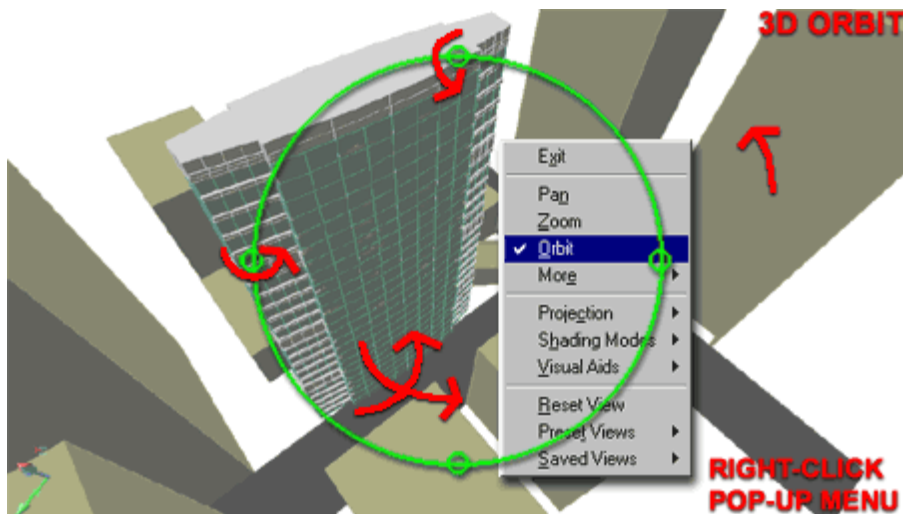 3D ORBIT
Exit
Pan
Zoom
Orbit
More
Projection
Shading Modes
Visual Aids
Reset View
Preset Views
Saved Views
RIGHT-CLICK
POP-UP MENU